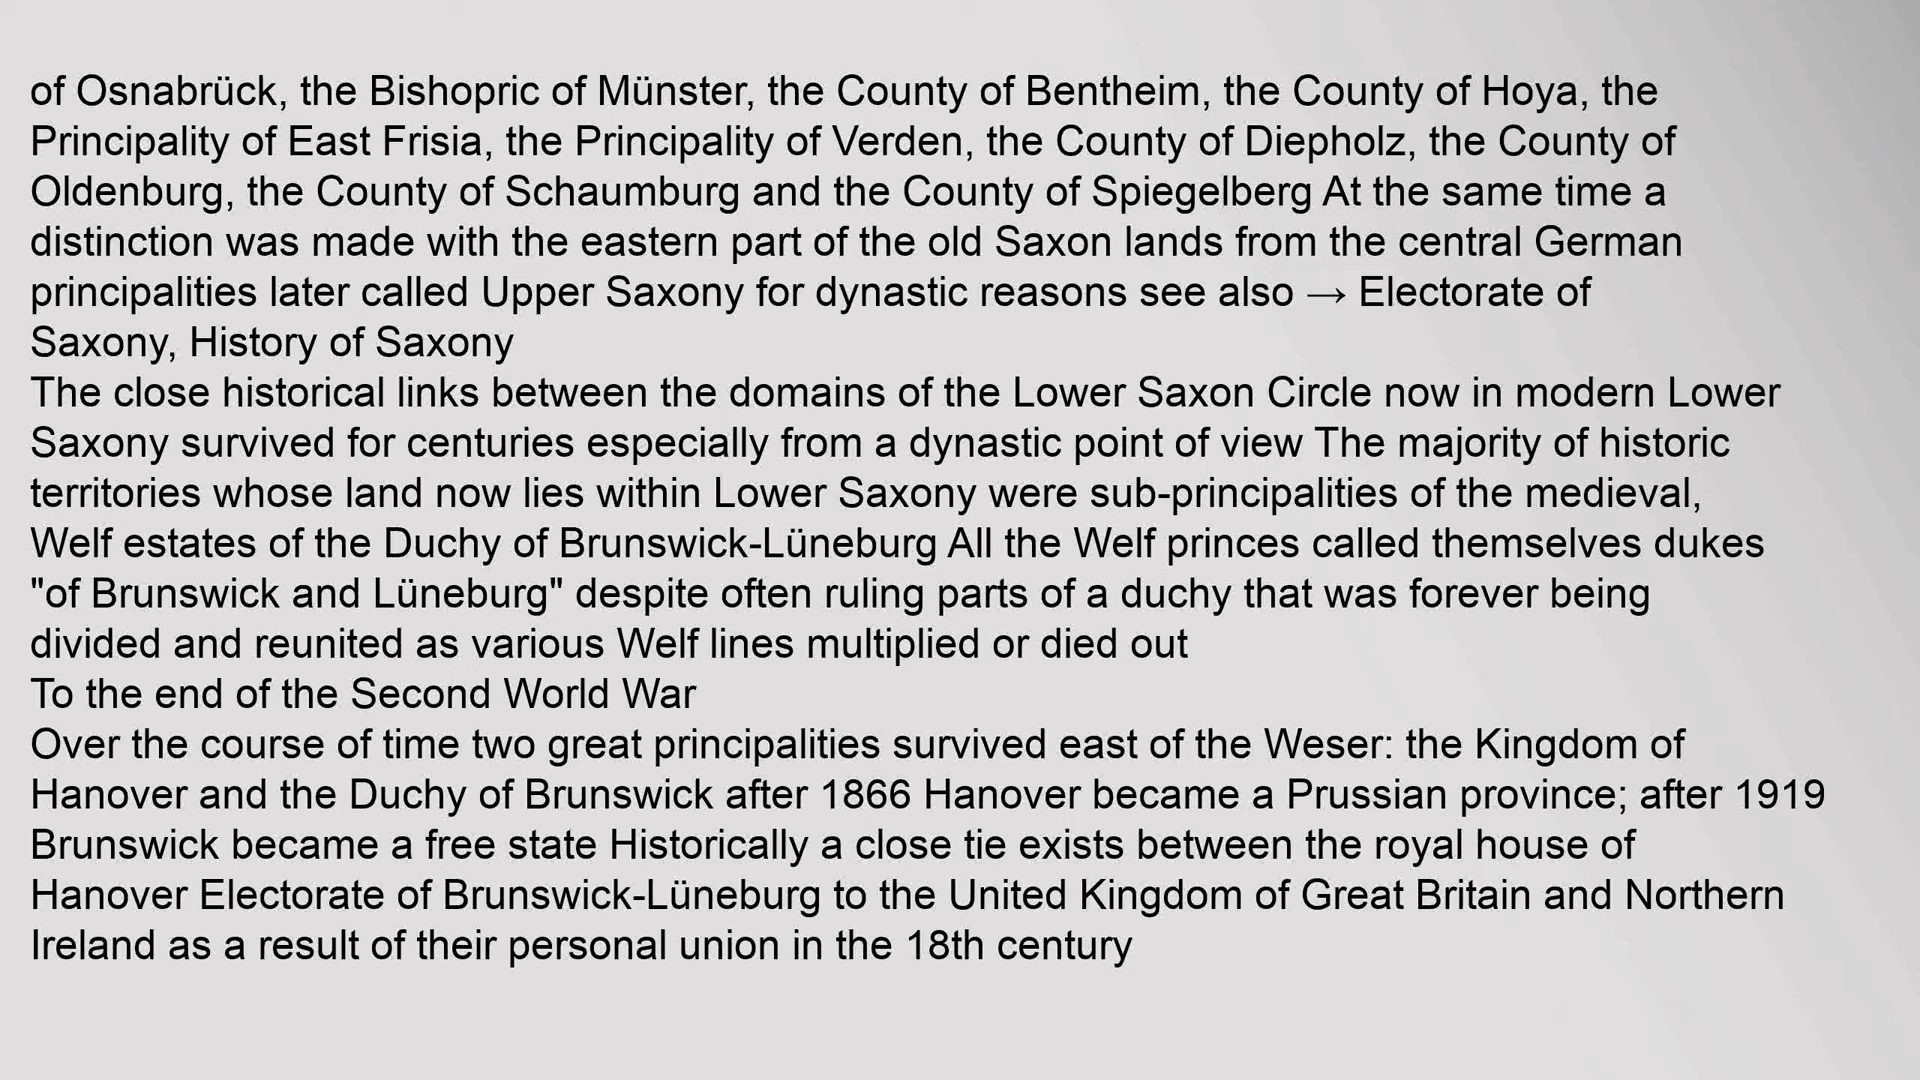 of Osnabrück, the Bishopric of Münster, the County of Bentheim, the County of Hoya, the
Principality of East Frisia, the Principality of Verden, the County of Diepholz, the County of
Oldenburg, the County of Schaumburg and the County of Spiegelberg At the same time a
distinction was made with the eastern part of the old Saxon lands from the central German
principalities later called Upper Saxony for dynastic reasons see also → Electorate of
Saxony, History of Saxony
The close historical links between the domains of the Lower Saxon Circle now in modern Lower
Saxony survived for centuries especially from a dynastic point of view The majority of historic
territories whose land now lies within Lower Saxony were sub-principalities of the medieval,
Welf estates of the Duchy of Brunswick-Lüneburg All the Welf princes called themselves dukes
"of Brunswick and Lüneburg" despite often ruling parts of a duchy that was forever being
divided and reunited as various Welf lines multiplied or died out
To the end of the Second World War
Over the course of time two great principalities survived east of the Weser: the Kingdom of
Hanover and the Duchy of Brunswick after 1866 Hanover became a Prussian province; after 1919
Brunswick became a free state Historically a close tie exists between the royal house of
Hanover Electorate of Brunswick-Lüneburg to the United Kingdom of Great Britain and Northern
Ireland as a result of their personal union in the 18th century